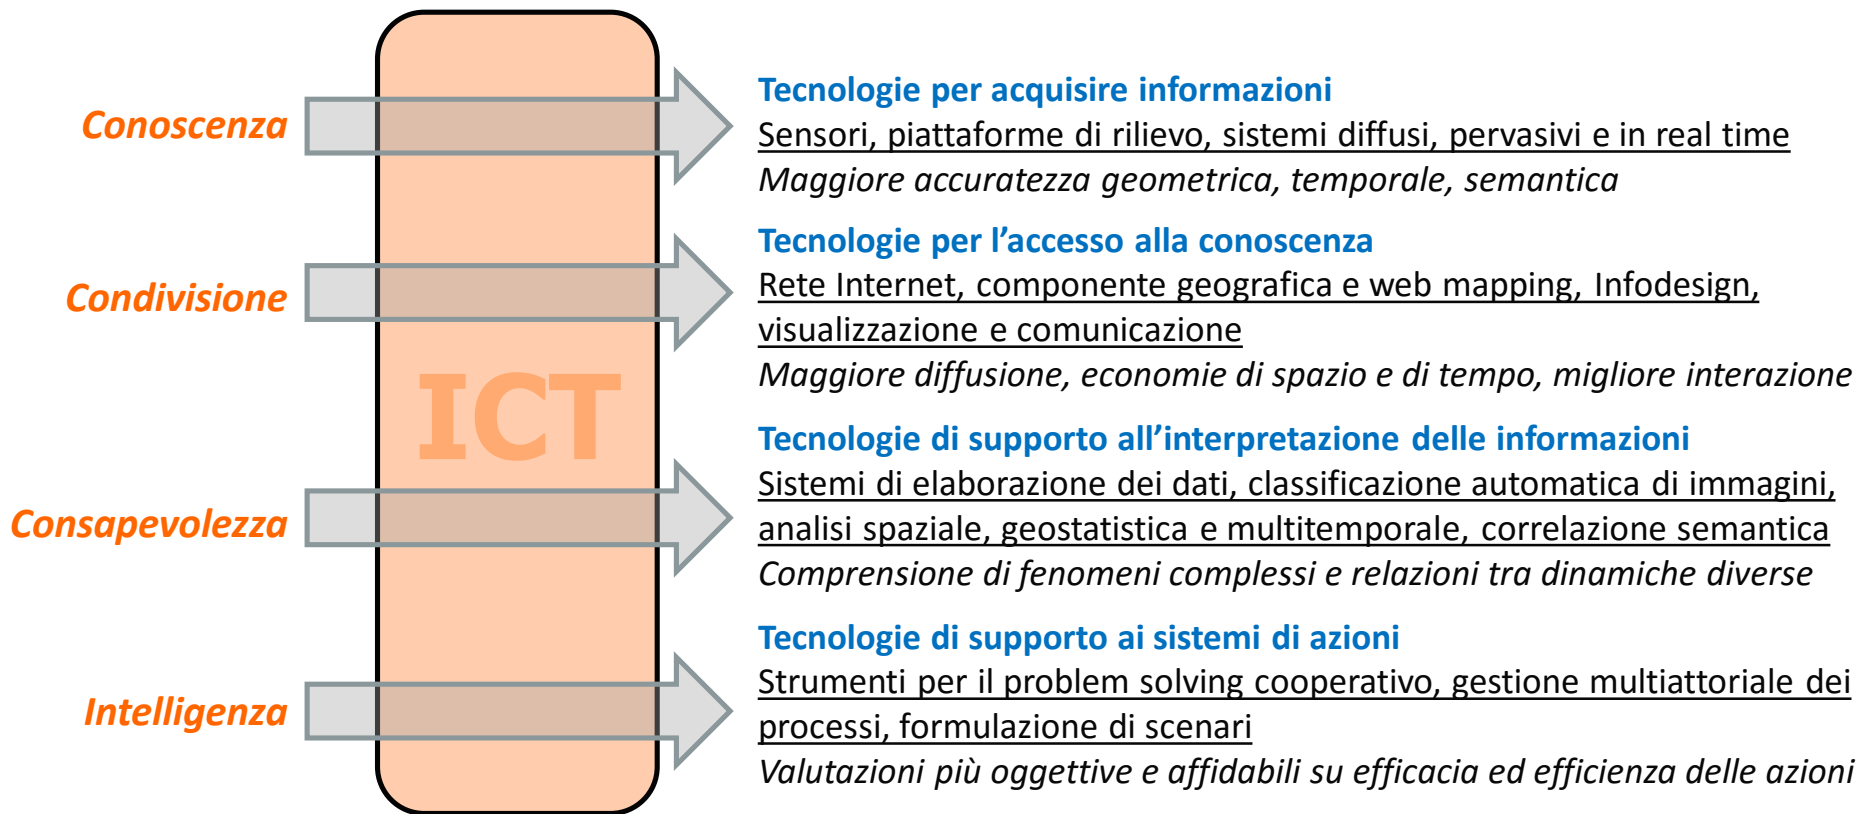 Conoscenza
Tecnologie per acquisire informazioni
Sensori, piattaforme di rilievo, sistemi diffusi, pervasivi e in real time
Maggiore accuratezza geometrica, temporale, semantica
Condivisione
Tecnologie per l’accesso alla conoscenza
Rete Internet, componente geografica e web mapping, Infodesign,
visualizzazione e comunicazione
Maggiore diffusione, economie di spazio e di tempo, migliore interazione
ICT
Consapevolezza
Tecnologie di supporto all’interpretazione delle informazioni
Sistemi di elaborazione dei dati, classificazione automatica di immagini,
analisi spaziale, geostatistica e multitemporale, correlazione semantica
Comprensione di fenomeni complessi e relazioni tra dinamiche diverse
Intelligenza
Tecnologie di supporto ai sistemi di azioni
Strumenti per il problem solving cooperativo, gestione multiattoriale dei
processi, formulazione di scenari
Valutazioni più oggettive e affidabili su efficacia ed efficienza delle azioni